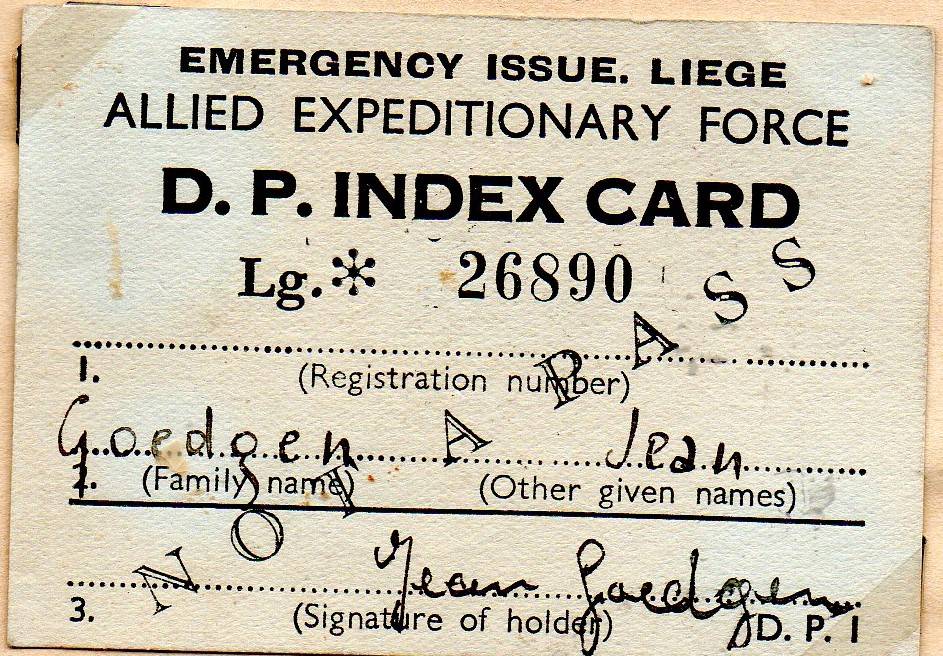 EMERGENCY ISSUE. LIEGE
ALLIED EXPEDITIONARY FORCE
D. P. INDEX CARD
Lg.* 26890
1. (Registration number)
Goedgen Jean
2. (Family name) (Other given names)
NOT A PASS
Jean Goedgen
3. (Signature of holder) D. P. 1